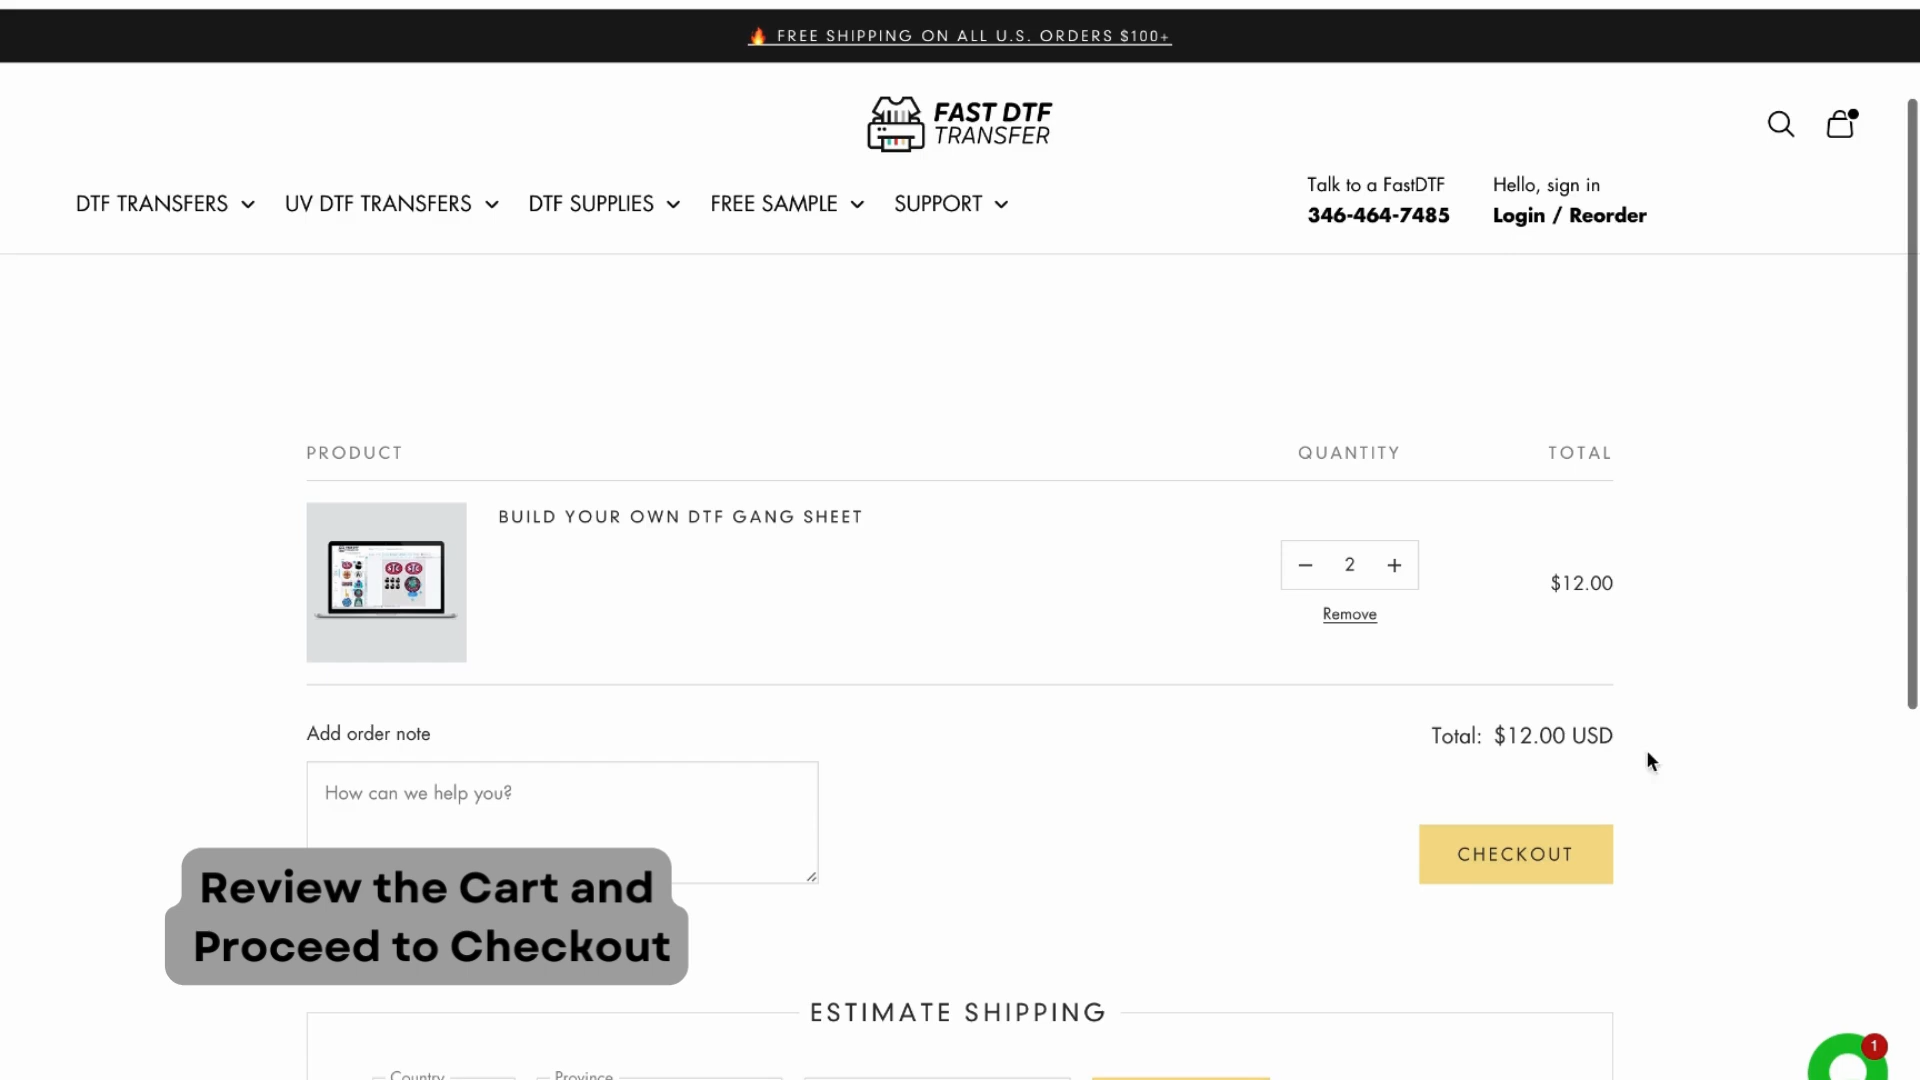 🔥 FREE SHIPPING ON ALL U.S. ORDERS $100+
FAST DTF
TRANSFER
DTF TRANSFERS
UV DTF TRANSFERS
DTF SUPPLIES
FREE SAMPLE
SUPPORT
Talk to a FastDTF
346-464-7485
Hello, sign in
Login / Reorder
PRODUCT
QUANTITY
TOTAL
BUILD YOUR OWN DTF GANG SHEET
− 2 +
Remove
$12.00
Add order note
Total: $12.00 USD
How can we help you?
CHECKOUT
Review the Cart and
Proceed to Checkout
ESTIMATE SHIPPING
1
Country
Province